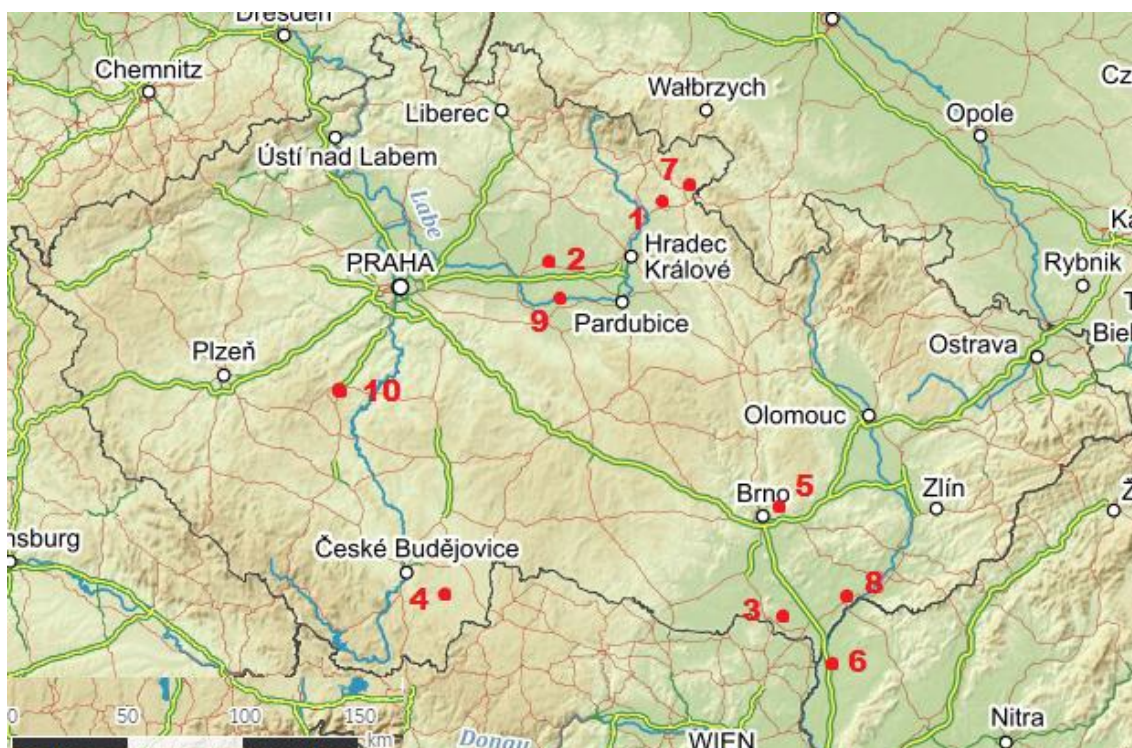 Dresden
Chemnitz
Liberec
Wałbrzych
Cz
Opole
Ústí nad Labem
7
Labe
1
Ka
PRAHA
2
Hradec
Králové
Rybnik
9
Pardubice
T
Plzeň
Ostrava
Biel
10
Olomouc
5
Brno
Zlín
Ž
nsburg
České Budějovice
4
8
3
6
Nitra
0
50
100
150
km
Donau
WIEN